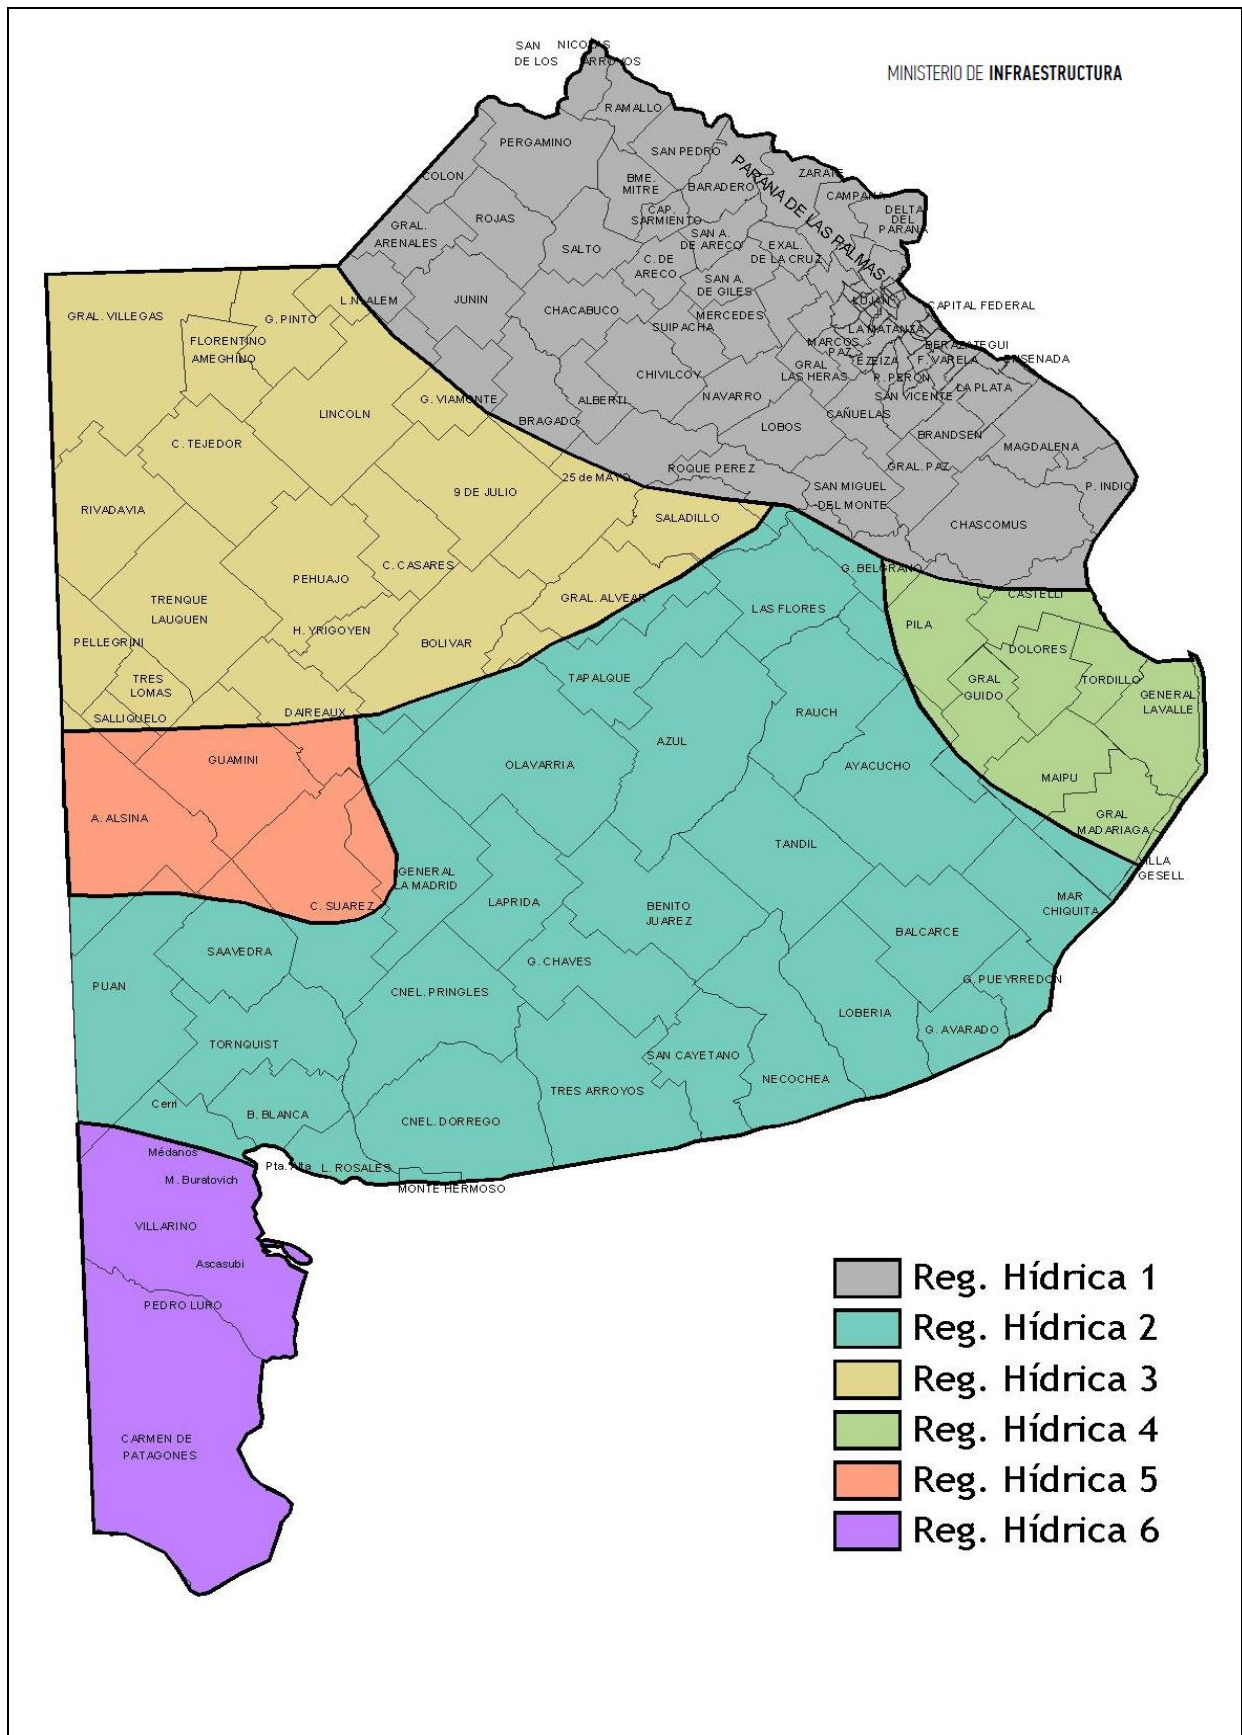 SAN NICOLAS
DE LOS ARROYOS
MINISTERIO DE INFRAESTRUCTURA
RAMALLO
PERGAMINO
SAN PEDRO
COLON
BME.
MITRE
BARADERO
PARANA DE LAS PALMAS
ZARATE
CAMPANA
DELTA
DEL
PARANA
GRAL.
ARENALES
ROJAS
CAP.
SARMIENTO
SALTO
SAN A.
DE ARECO
EXAL.
DE LA CRUZ
C. DE
ARECO
SAN A.
DE GILES
L.N. ALEM
JUNIN
CHACABUCO
SUIPACHA
MERCEDES
LUJAN
CAPITAL FEDERAL
GRAL. VILLEGAS
G. PINTO
FLORENTINO
AMEGHINO
LA MATANZA
MARCOS
PAZ
BERAZATEGUI
EZEIZA
F. VARELA
ENSENADA
GRAL
LAS HERAS
P. PERON
SAN VICENTE
LA PLATA
CHIVILCOY
NAVARRO
LINCOLN
G. VIAMONTE
ALBERTI
BRAGADO
LOBOS
CAÑUELAS
BRANDSEN
MAGDALENA
C. TEJEDOR
ROQUE PEREZ
GRAL. PAZ
25 de MAYO
9 DE JULIO
SAN MIGUEL
DEL MONTE
P. INDIO
RIVADAVIA
SALADILLO
CHASCOMUS
C. CASARES
PEHUAJO
G. BELGRANO
CASTELLI
TRENQUE
LAUQUEN
GRAL. ALVEAR
LAS FLORES
PILA
H. YRIGOYEN
PELLEGRINI
BOLIVAR
DOLORES
TRES
LOMAS
TAPALQUE
GRAL
GUIDO
TORDILLO
GENERAL
LAVALLE
SALLIQUELO
DAIREAUX
RAUCH
AZUL
GUAMINI
OLAVARRIA
AYACUCHO
MAIPU
A. ALSINA
GRAL
MADARIAGA
TANDIL
VILLA
GESELL
GENERAL
LA MADRID
C. SUAREZ
LAPRIDA
BENITO
JUAREZ
MAR
CHIQUITA
BALCARCE
SAAVEDRA
G. CHAVES
G. PUEYRREDON
PUAN
CNEL. PRINGLES
LOBERIA
G. AVARADO
TORNQUIST
SAN CAYETANO
NECOCHEA
TRES ARROYOS
Cerri
B. BLANCA
CNEL. DORREGO
Médanos
Pta. Alta
L. ROSALES
M. Buratovich
MONTE HERMOSO
VILLARINO
Ascasubi
PEDRO LURO
CARMEN DE
PATAGONES
Reg. Hídrica 1
Reg. Hídrica 2
Reg. Hídrica 3
Reg. Hídrica 4
Reg. Hídrica 5
Reg. Hídrica 6